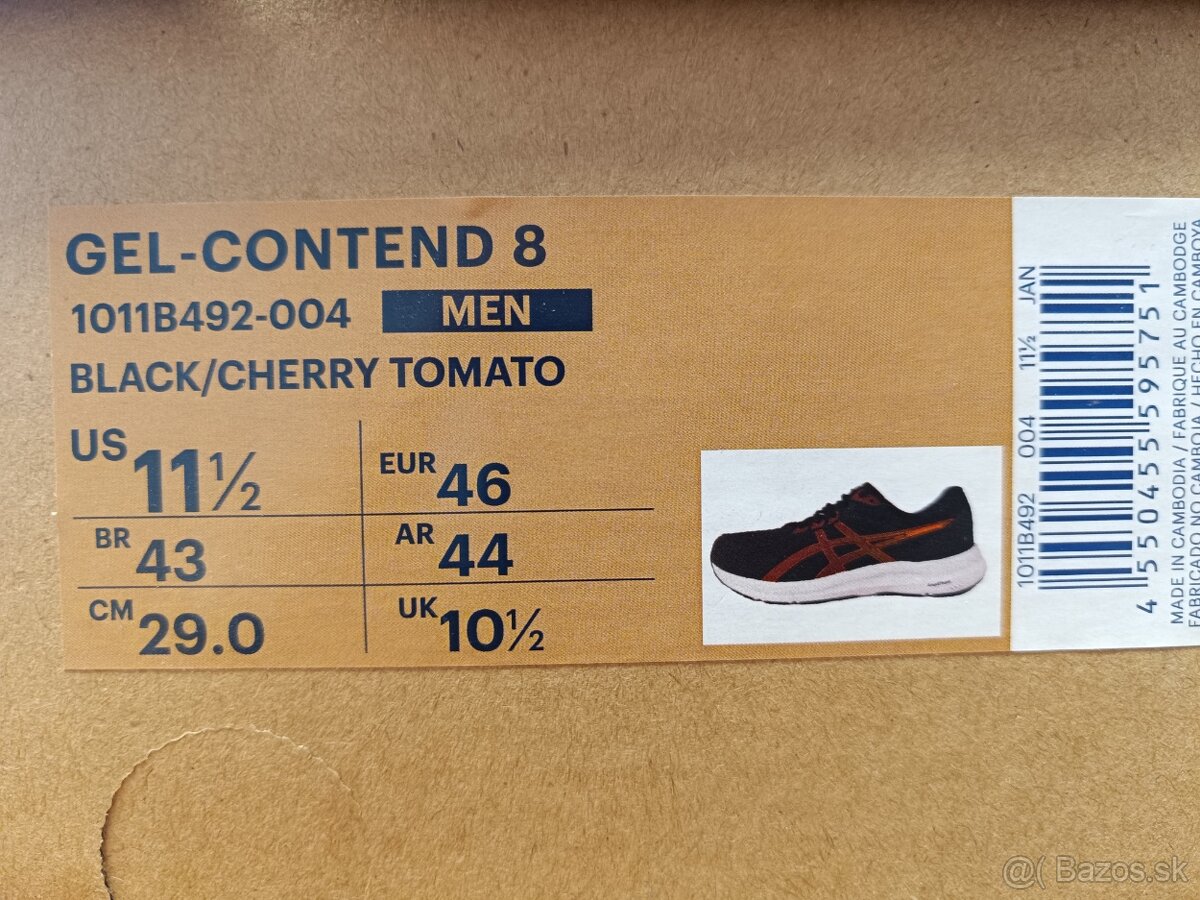 GEL-CONTEND 8
1011B492-004 MEN
BLACK/CHERRY TOMATO
US 11½ EUR 46
BR 43 AR 44
CM 29.0 UK 10½
1011B492 004 11½ JAN
4 550455 959751
MADE IN CAMBODIA / FABRIQUE AU CAMBODGE
FABRICADO NO CAMBOJA / HECHO EN CAMBOYA
@( Bazos.sk